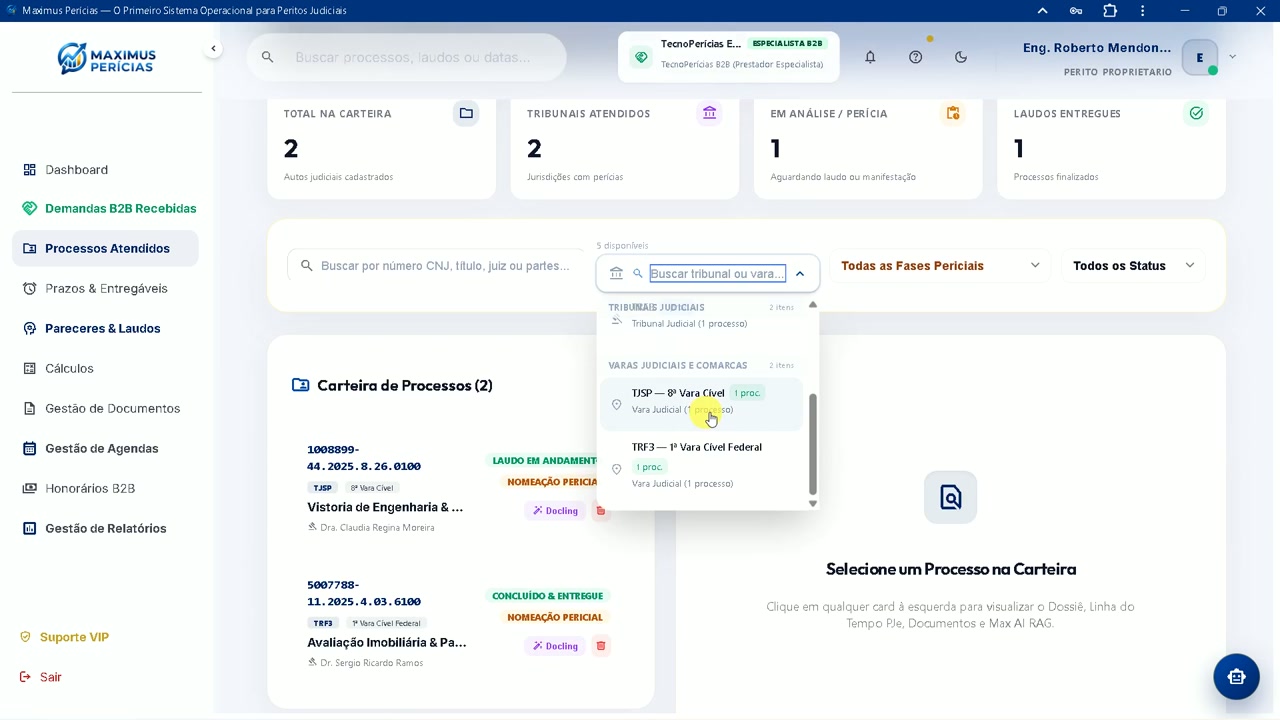 Maximus Perícias — O Primeiro Sistema Operacional para Peritos Judiciais
MAXIMUS
PERÍCIAS
Buscar processos, laudos ou datas...
TecnoPerícias E...
ESPECIALISTA B2B
TecnoPerícias B2B (Prestador Especialista)
Eng. Roberto Mendon...
PERITO PROPRIETARIO
E
Dashboard
Demandas B2B Recebidas
Processos Atendidos
Prazos & Entregáveis
Pareceres & Laudos
Cálculos
Gestão de Documentos
Gestão de Agendas
Honorários B2B
Gestão de Relatórios
Suporte VIP
Sair
TOTAL NA CARTEIRA
2
Autos judiciais cadastrados
TRIBUNAIS ATENDIDOS
2
Jurisdições com perícias
EM ANÁLISE / PERÍCIA
1
Aguardando laudo ou manifestação
LAUDOS ENTREGUES
1
Processos finalizados
Buscar por número CNJ, título, juiz ou partes...
5 disponíveis
Buscar tribunal ou vara...
Todas as Fases Periciais
Todos os Status
TRIBUNAIS JUDICIAIS
2 itens
Tribunal Judicial (1 processo)
VARAS JUDICIAIS E COMARCAS
2 itens
TJSP — 8ª Vara Cível
1 proc.
Vara Judicial (1 processo)
TRF3 — 1ª Vara Cível Federal
1 proc.
Vara Judicial (1 processo)
Carteira de Processos (2)
1008899-
44.2025.8.26.0100
TJSP
8ª Vara Cível
LAUDO EM ANDAMENT
NOMEAÇÃO PERICIA
Vistoria de Engenharia & ...
Dra. Claudia Regina Moreira
Docling
5007788-
11.2025.4.03.6100
TRF3
1ª Vara Cível Federal
CONCLUÍDO & ENTREGUE
NOMEAÇÃO PERICIAL
Avaliação Imobiliária & Pa...
Dr. Sergio Ricardo Ramos
Docling
Selecione um Processo na Carteira
Clique em qualquer card à esquerda para visualizar o Dossiê, Linha do
Tempo PJe, Documentos e Max AI RAG.